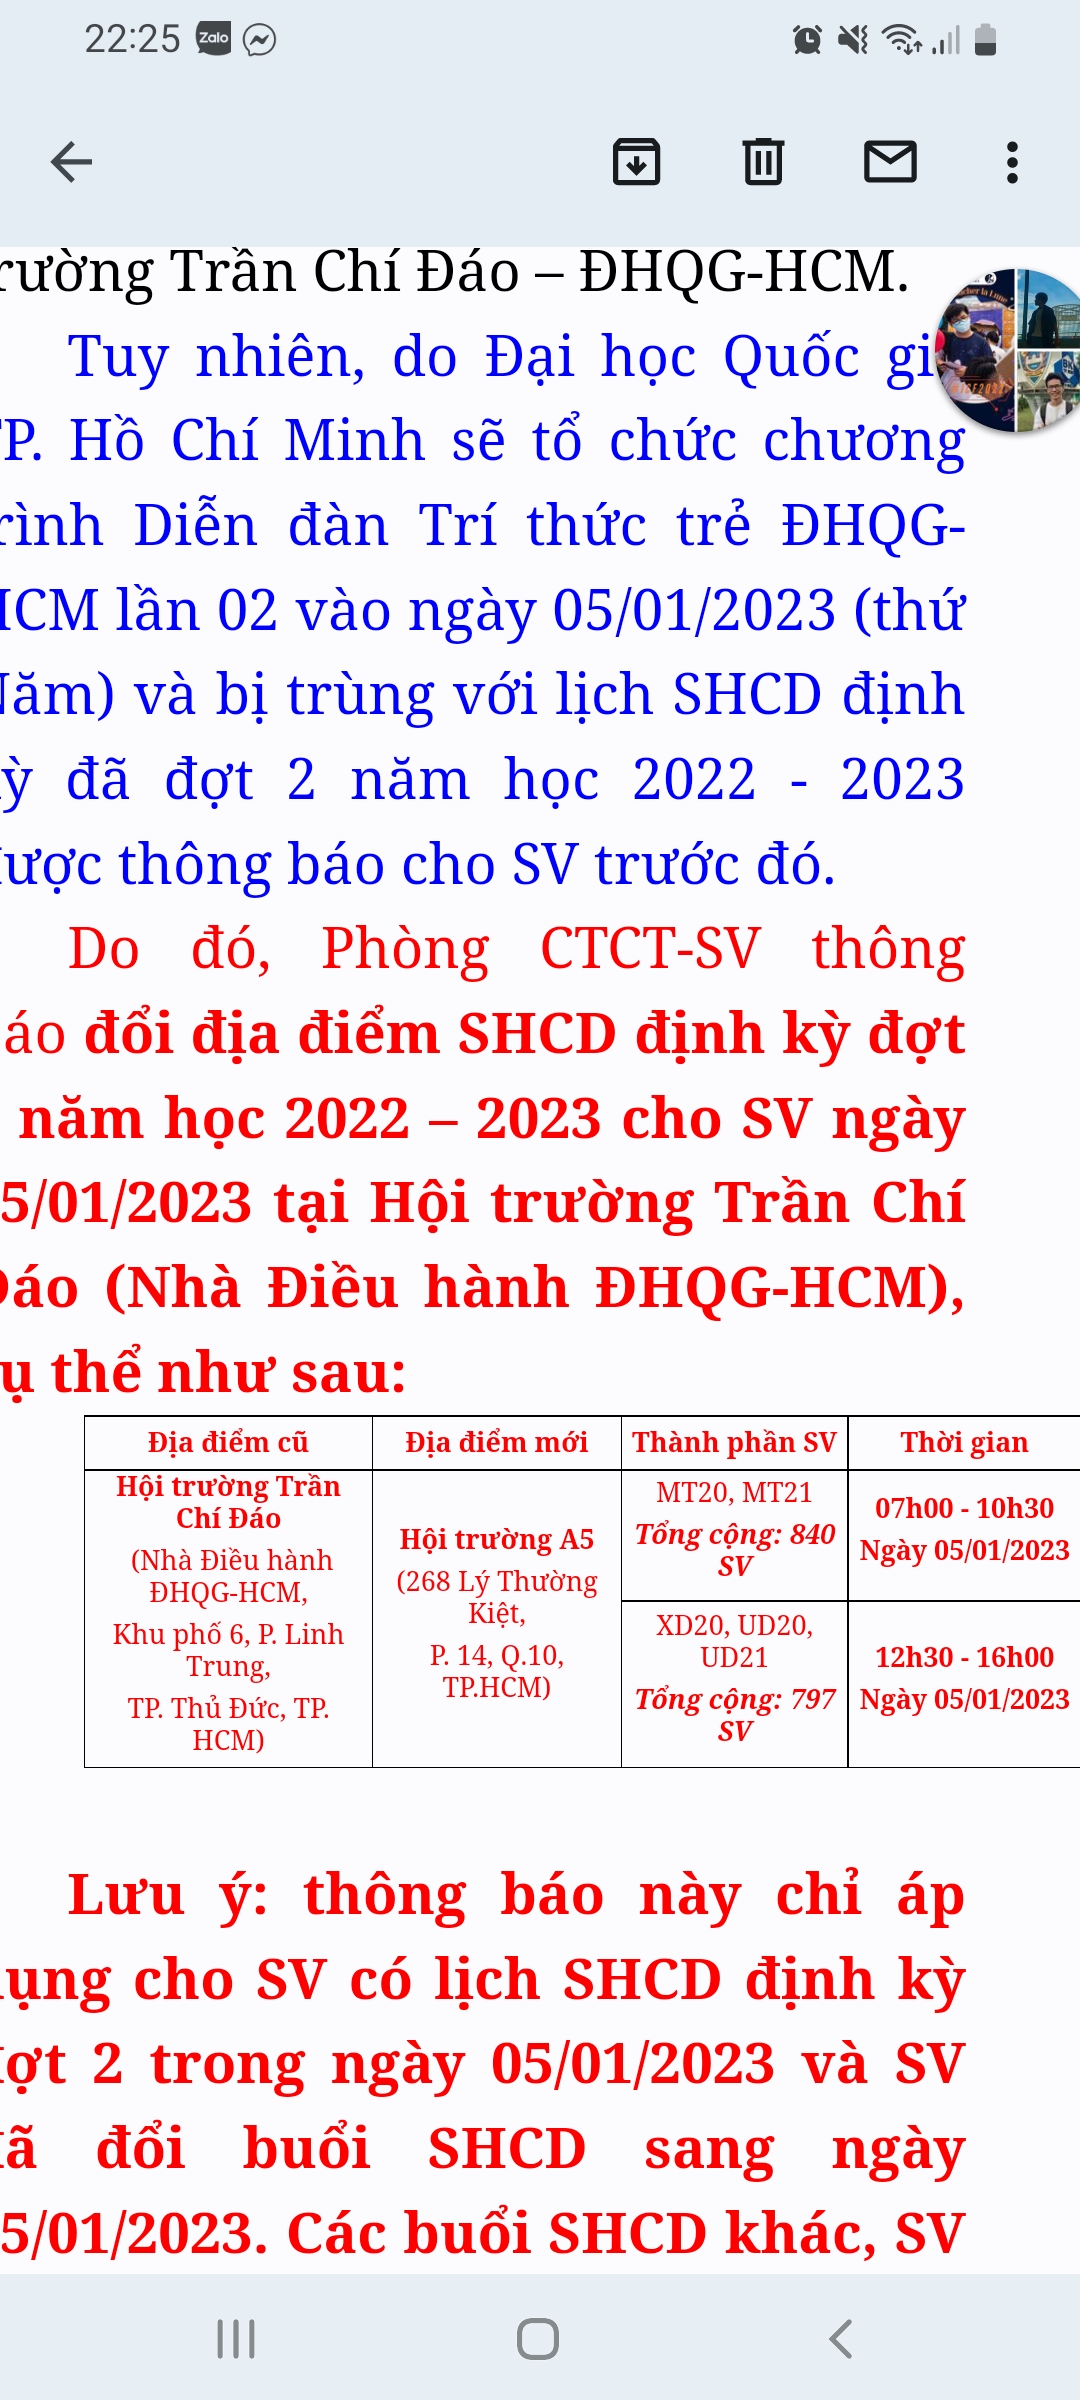 22:25
Zalo
rường Trần Chí Đáo – ĐHQG-HCM.
Tuy nhiên, do Đại học Quốc gi
P. Hồ Chí Minh sẽ tổ chức chương
rình Diễn đàn Trí thức trẻ ĐHQG-
HCM lần 02 vào ngày 05/01/2023 (thứ
Năm) và bị trùng với lịch SHCD định
ỳ đã đợt 2 năm học 2022 - 2023
được thông báo cho SV trước đó.
Do đó, Phòng CTCT-SV thông
áo đổi địa điểm SHCD định kỳ đợt
năm học 2022 – 2023 cho SV ngày
5/01/2023 tại Hội trường Trần Chí
Đáo (Nhà Điều hành ĐHQG-HCM),
ụ thể như sau:
Địa điểm cũ Địa điểm mới Thành phần SV Thời gian
Hội trường Trần
Chí Đáo
(Nhà Điều hành
ĐHQG-HCM,
Khu phố 6, P. Linh
Trung,
TP. Thủ Đức, TP.
HCM)
Hội trường A5
(268 Lý Thường
Kiệt,
P. 14, Q.10,
TP.HCM)
MT20, MT21
Tổng cộng: 840
SV
07h00 - 10h30
Ngày 05/01/2023
XD20, UD20,
UD21
Tổng cộng: 797
SV
12h30 - 16h00
Ngày 05/01/2023
Lưu ý: thông báo này chỉ áp
dụng cho SV có lịch SHCD định kỳ
đợt 2 trong ngày 05/01/2023 và SV
đã đổi buổi SHCD sang ngày
5/01/2023. Các buổi SHCD khác, SV